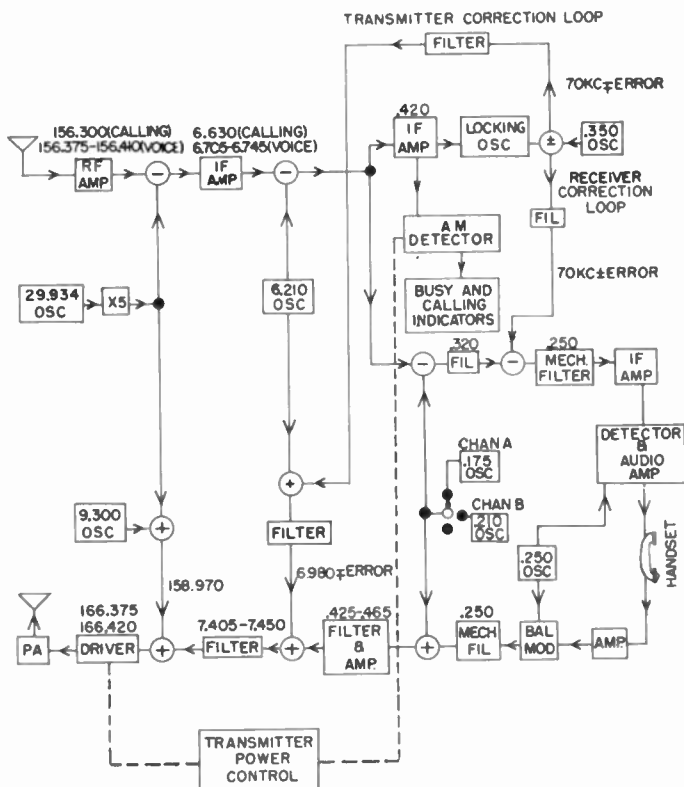 TRANSMITTER CORRECTION LOOP
FILTER
70KC∓ERROR
156.300(CALLING)
156.375-156.410(VOICE)
6.630(CALLING)
6.705-6.745(VOICE)
.420
RF
AMP
−
IF
AMP
−
IF
AMP
LOCKING
OSC
±
.350
OSC
RECEIVER
CORRECTION
LOOP
FIL
AM
DETECTOR
70KC±ERROR
29.934
OSC
X5
6.210
OSC
BUSY AND
CALLING
INDICATORS
.320
.250
−
FIL
−
MECH.
FILTER
IF
AMP
DETECTOR
&
AUDIO
AMP
CHAN A
.175
OSC
CHAN B
.210
OSC
+
9.300
OSC
+
FILTER
.250
OSC
HANDSET
158.970
6980∓ERROR
166.375
166,420
7.405-7.450
.425-.465
.250
PA
DRIVER
+
FILTER
+
FILTER
&
AMP
+
MECH
FIL
BAL
MOD
AMP
TRANSMITTER
POWER
CONTROL